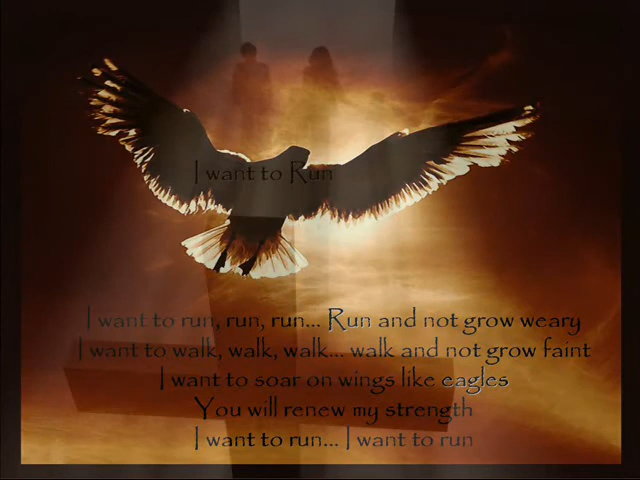 I want to Run
I want to run, run, run... Run and not grow weary
I want to walk, walk, walk... walk and not grow faint
I want to soar on wings like eagles
You will renew my strength
I want to run... I want to run